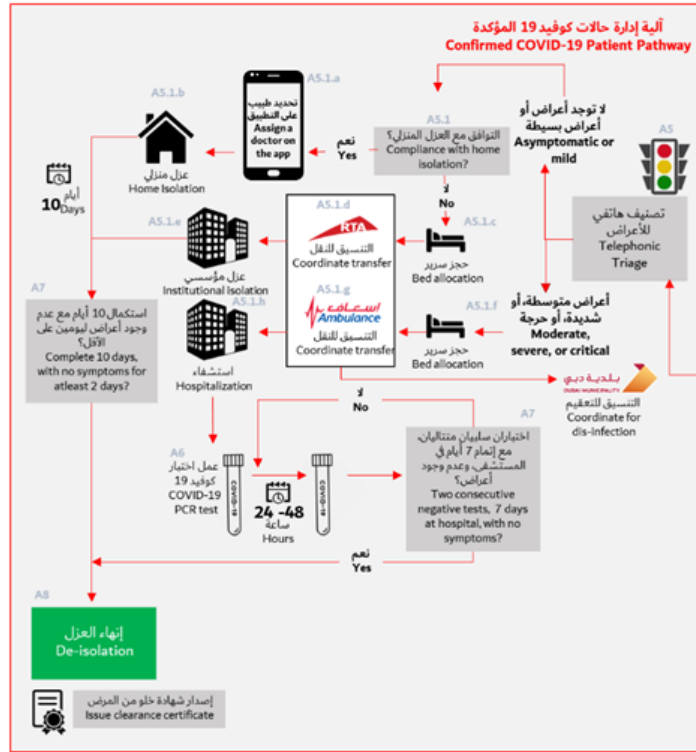 آلية إدارة حالات كوفيد 19 المؤكدة
Confirmed COVID-19 Patient Pathway
A5
تصنيف هاتفي
للأعراض
Telephonic
Triage
لا توجد أعراض أو
أعراض بسيطة
Asymptomatic or
mild
A5.1
التوافق مع العزل المنزلي؟
Compliance with home
isolation?
نعم
Yes
A5.1.a
تحديد طبيب
على التطبيق
Assign a
doctor on
the app
A5.1.b
عزل منزلي
Home Isolation
10
أيام
Days
لا
No
A5.1.c
حجز سرير
Bed allocation
A5.1.d
RTA
التنسيق للنقل
Coordinate transfer
A5.1.e
عزل مؤسسي
Institutional isolation
أعراض متوسطة، أو
شديدة، أو حرجة
Moderate,
severe, or critical
A5.1.f
حجز سرير
Bed allocation
A5.1.g
إسعاف
Ambulance
التنسيق للنقل
Coordinate transfer
A5.1.h
استشفاء
Hospitalization
بلدية دبي
DUBAI MUNICIPALITY
التنسيق للتعقيم
Coordinate for
dis-infection
A7
استكمال 10 أيام مع عدم
وجود أعراض ليومين على
الأقل؟
Complete 10 days,
with no symptoms for
atleast 2 days?
A6
عمل اختبار
كوفيد 19
COVID-19
PCR test
COVID-19
24 -48
ساعة
Hours
COVID-19
لا
No
A7
اختباران سلبيان متتاليان،
مع إتمام 7 أيام في
المستشفى، وعدم وجود
أعراض؟
Two consecutive
negative tests, 7 days
at hospital, with no
symptoms?
نعم
Yes
A8
إنهاء العزل
De-isolation
إصدار شهادة خلو من المرض
Issue clearance certificate